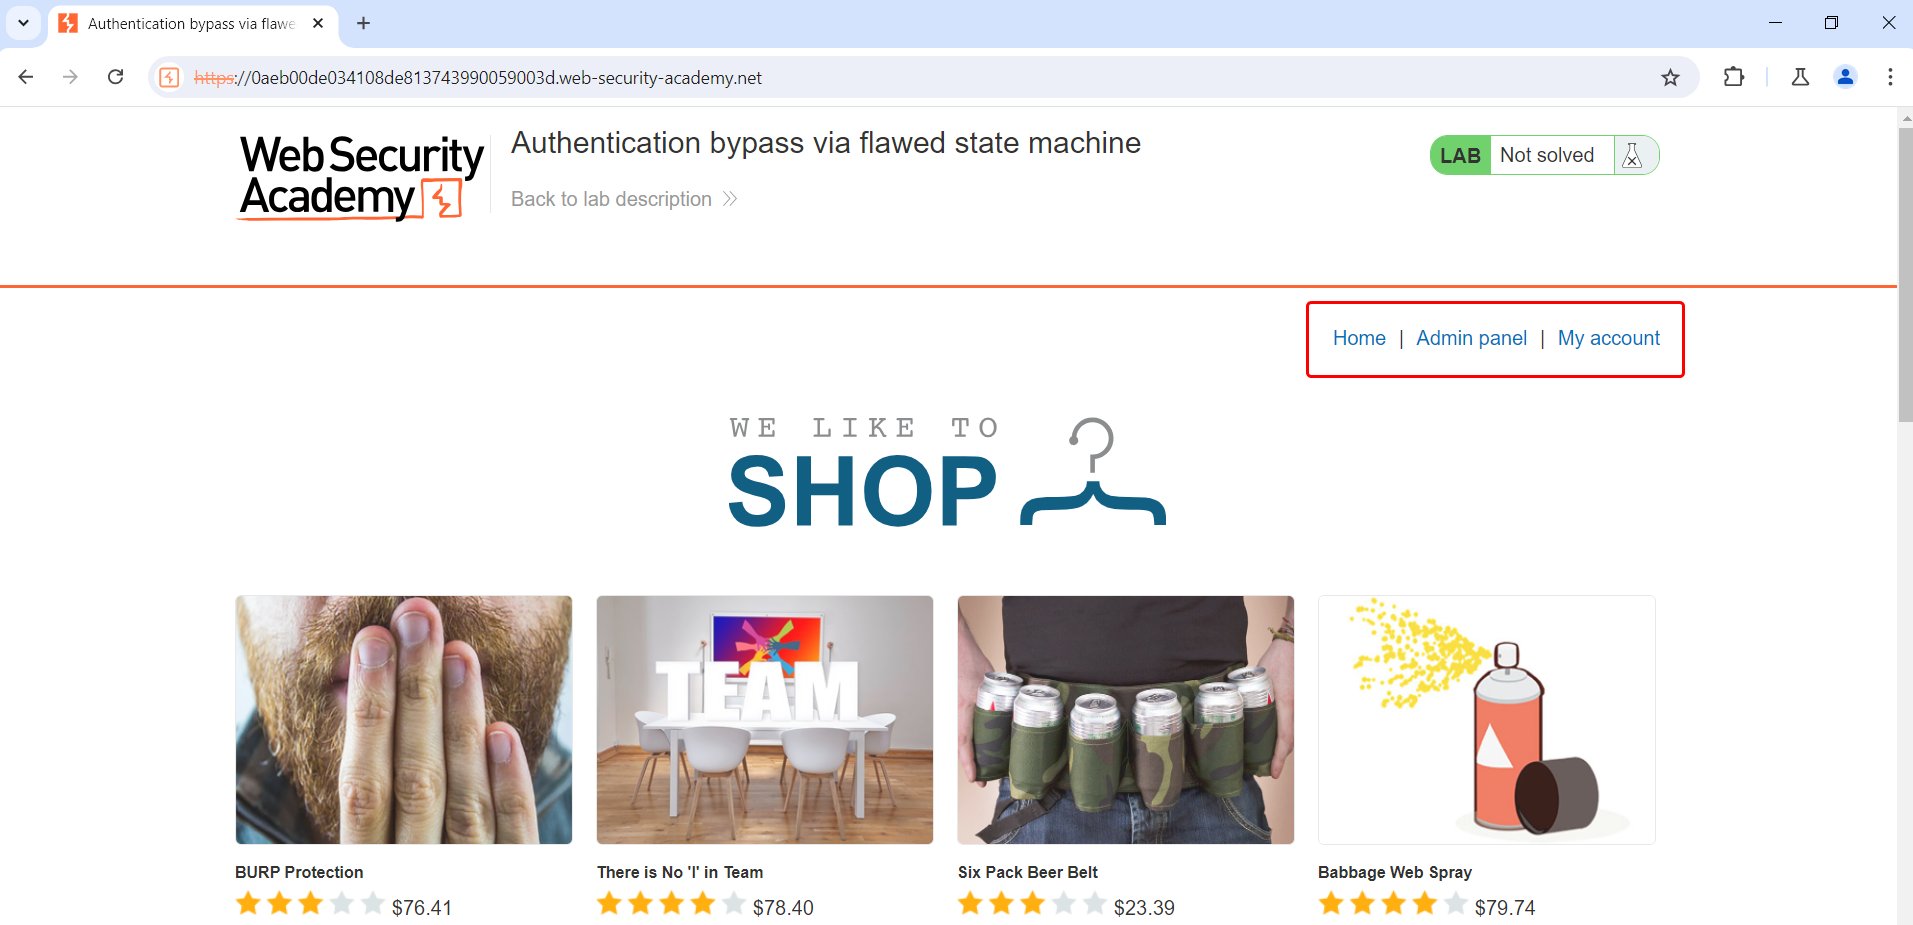 Authentication bypass via flawe
https://0aeb00de034108de813743990059003d.web-security-academy.net
Web Security
Academy
Authentication bypass via flawed state machine
Back to lab description
LAB Not solved
Home | Admin panel | My account
WE LIKE TO
SHOP
TEAM
BURP Protection
There is No 'I' in Team
Six Pack Beer Belt
Babbage Web Spray
$76.41
$78.40
$23.39
$79.74